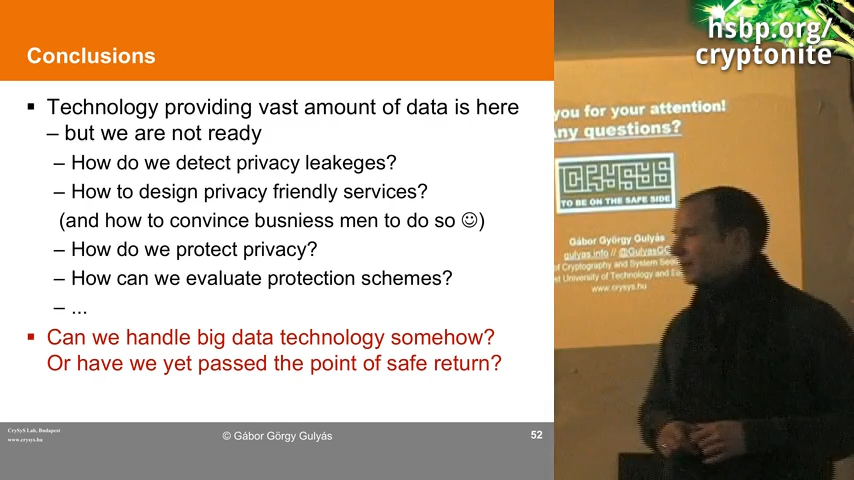 Conclusions
▪ Technology providing vast amount of data is here
– but we are not ready
– How do we detect privacy leakeges?
– How to design privacy friendly services?
(and how to convince busniess men to do so ☺)
– How do we protect privacy?
– How can we evaluate protection schemes?
– ...
▪ Can we handle big data technology somehow?
Or have we yet passed the point of safe return?
CrySyS Lab, Budapest
www.crysys.hu
© Gábor Görgy Gulyás
52
hsbp.org/
cryptonite
you for your attention!
Any questions?
CRYSYS
TO BE ON THE SAFE SIDE
Gábor György Gulyás
gulyas.info // @GulyasGG
of Cryptography and System
University of Technology and
www.crysys.hu